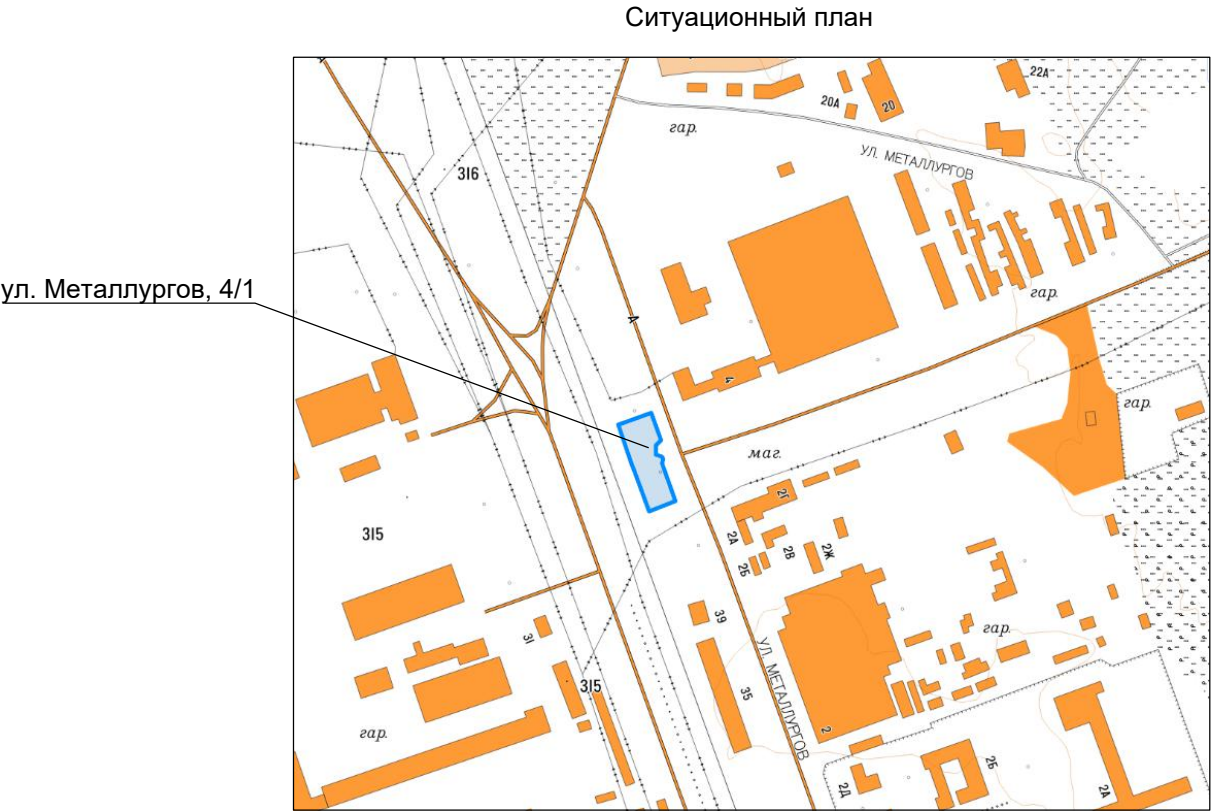 Ситуационный план
22А
20А
20
гар.
УЛ. МЕТАЛЛУРГОВ
316
ул. Металлургов, 4/1
гар.
А
4
гар.
маг.
2Г
315
2А
2В
2Ж
2Б
39
31
гар.
УЛ. МЕТАЛЛУРГОВ
315
35
гар.
2
2Б
2Д
2А